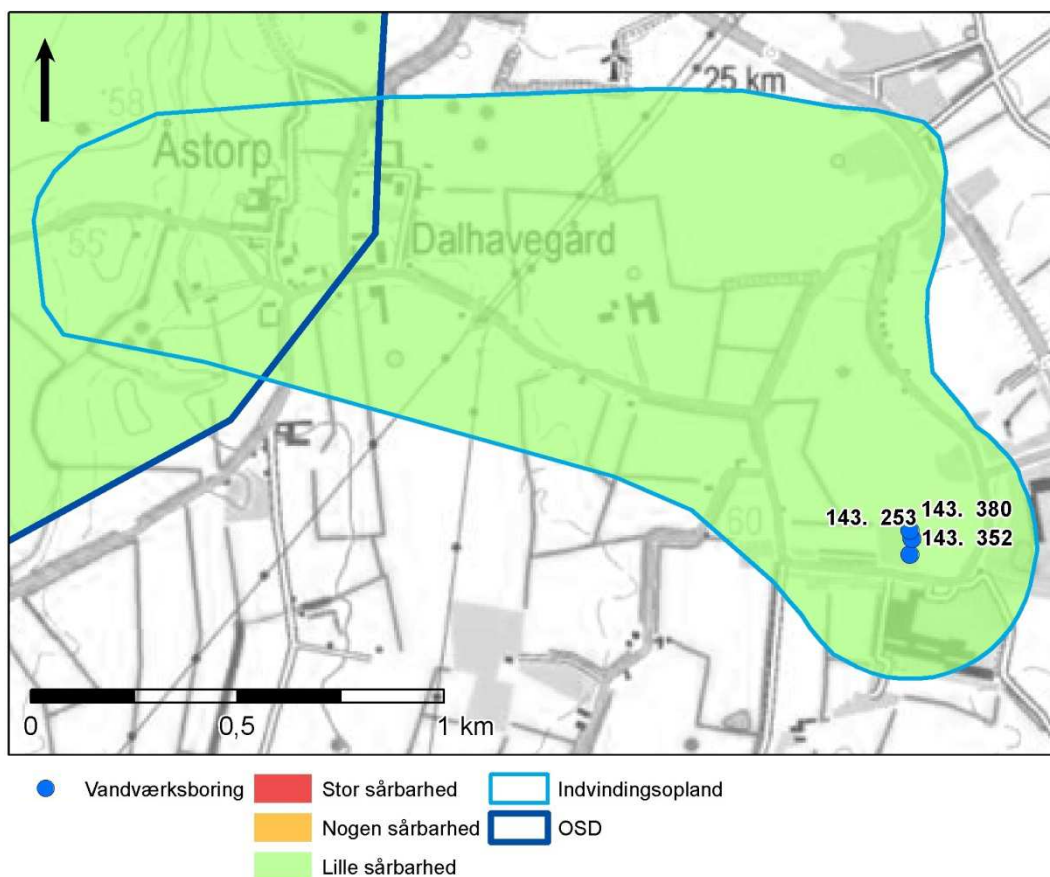 58
25 km
Åstorp
55
Dalhavegård
60
143. 253
143. 380
143. 352
0
0,5
1 km
Vandværksboring
Stor sårbarhed
Indvindingsopland
Nogen sårbarhed
OSD
Lille sårbarhed